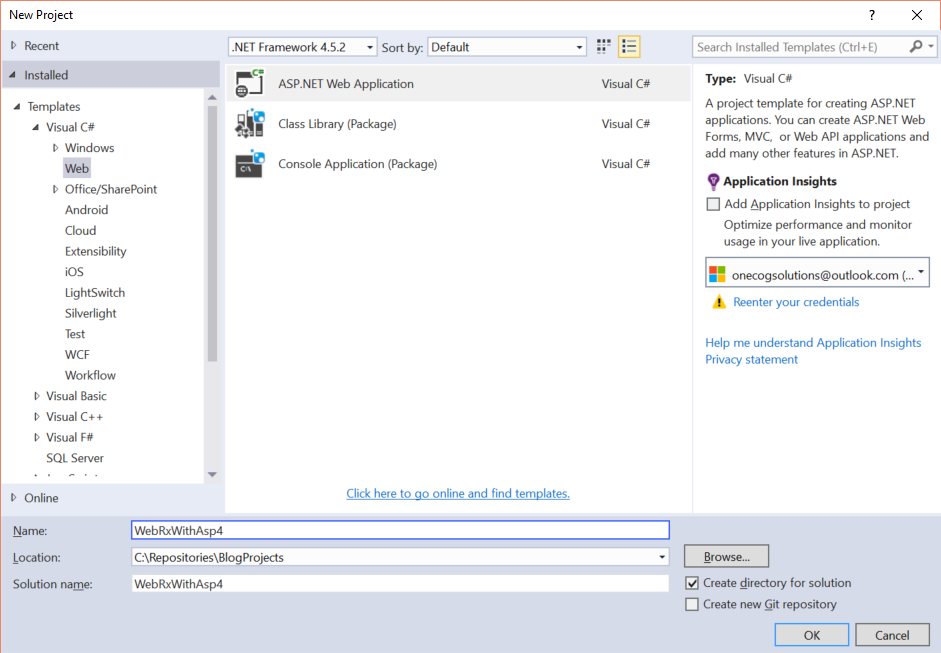 New Project
?
Recent
.NET Framework 4.5.2
Sort by:
Default
Search Installed Templates (Ctrl+E)
Installed
Templates
Visual C#
Windows
Web
Office/SharePoint
Android
Cloud
Extensibility
iOS
LightSwitch
Silverlight
Test
WCF
Workflow
Visual Basic
Visual C++
Visual F#
SQL Server
Online
ASP.NET Web Application Visual C#
Class Library (Package) Visual C#
Console Application (Package) Visual C#
Click here to go online and find templates.
Type: Visual C#
A project template for creating ASP.NET
applications. You can create ASP.NET Web
Forms, MVC, or Web API applications and
add many other features in ASP.NET.
Application Insights
Add Application Insights to project
Optimize performance and monitor
usage in your live application.
onecogsolutions@outlook.com (...
Reenter your credentials
Help me understand Application Insights
Privacy statement
Name: WebRxWithAsp4
Location: C:\Repositories\BlogProjects
Browse...
Solution name: WebRxWithAsp4
Create directory for solution
Create new Git repository
OK
Cancel